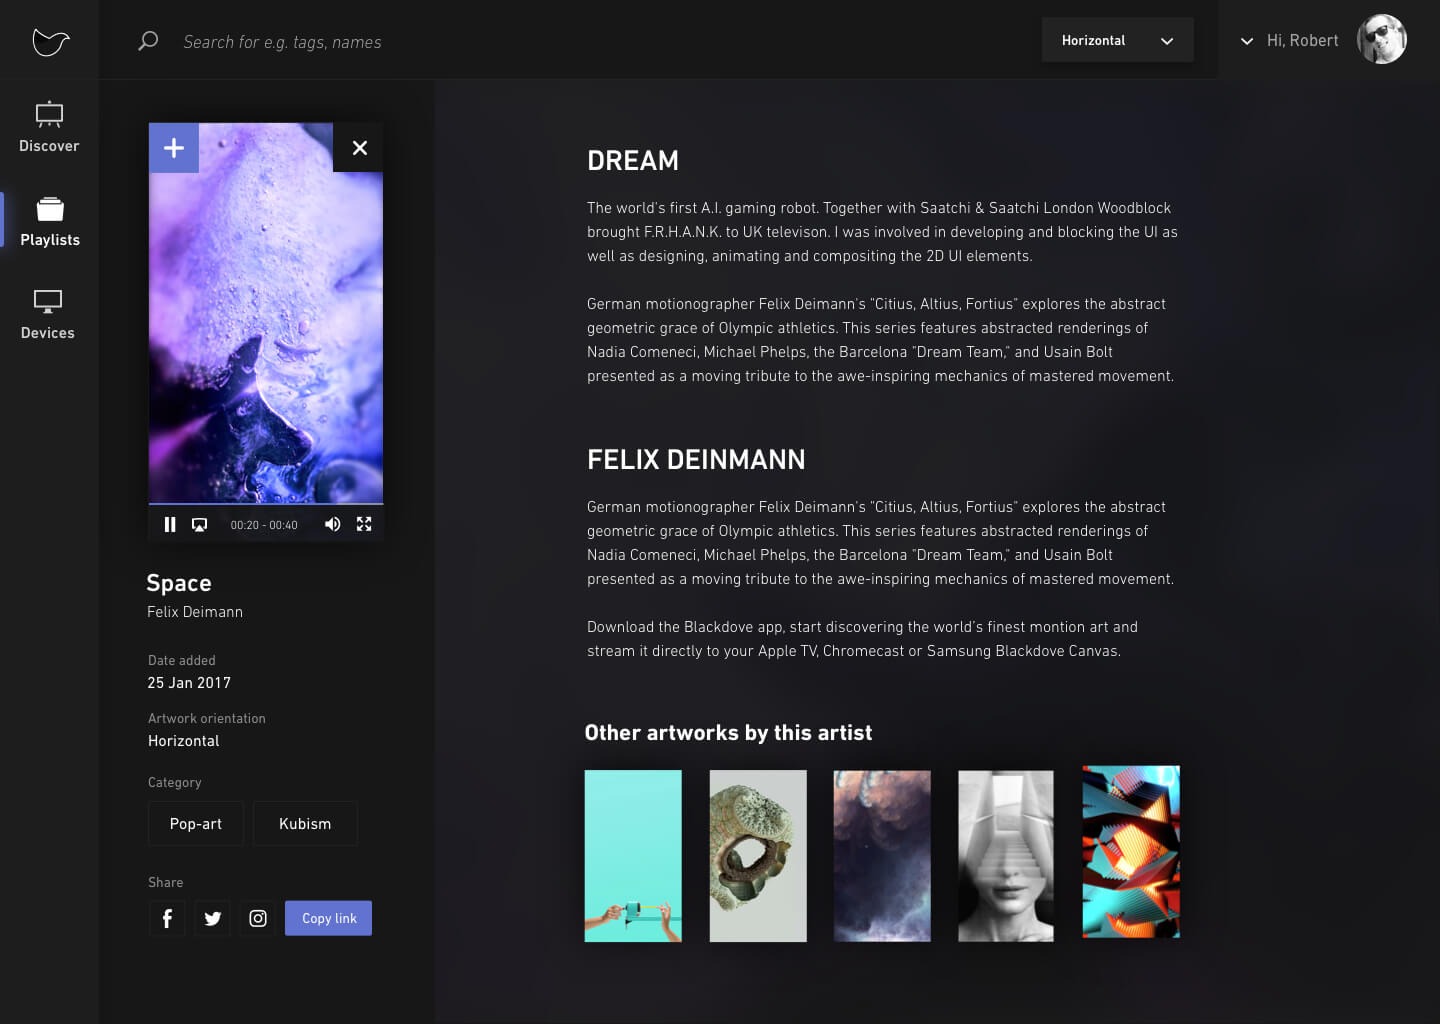 Search for e.g. tags, names
Horizontal
Hi, Robert
Discover
Playlists
Devices
00:20 - 00:40
Space
Felix Deimann
Date added
25 Jan 2017
Artwork orientation
Horizontal
Category
Pop-art
Kubism
Share
Copy link
DREAM
The world's first A.I. gaming robot. Together with Saatchi & Saatchi London Woodblock
brought F.R.H.A.N.K. to UK televison. I was involved in developing and blocking the UI as
well as designing, animating and compositing the 2D UI elements.
German motionographer Felix Deimann's "Citius, Altius, Fortius" explores the abstract
geometric grace of Olympic athletics. This series features abstracted renderings of
Nadia Comeneci, Michael Phelps, the Barcelona "Dream Team," and Usain Bolt
presented as a moving tribute to the awe-inspiring mechanics of mastered movement.
FELIX DEINMANN
German motionographer Felix Deimann's "Citius, Altius, Fortius" explores the abstract
geometric grace of Olympic athletics. This series features abstracted renderings of
Nadia Comeneci, Michael Phelps, the Barcelona "Dream Team," and Usain Bolt
presented as a moving tribute to the awe-inspiring mechanics of mastered movement.
Download the Blackdove app, start discovering the world's finest montion art and
stream it directly to your Apple TV, Chromecast or Samsung Blackdove Canvas.
Other artworks by this artist